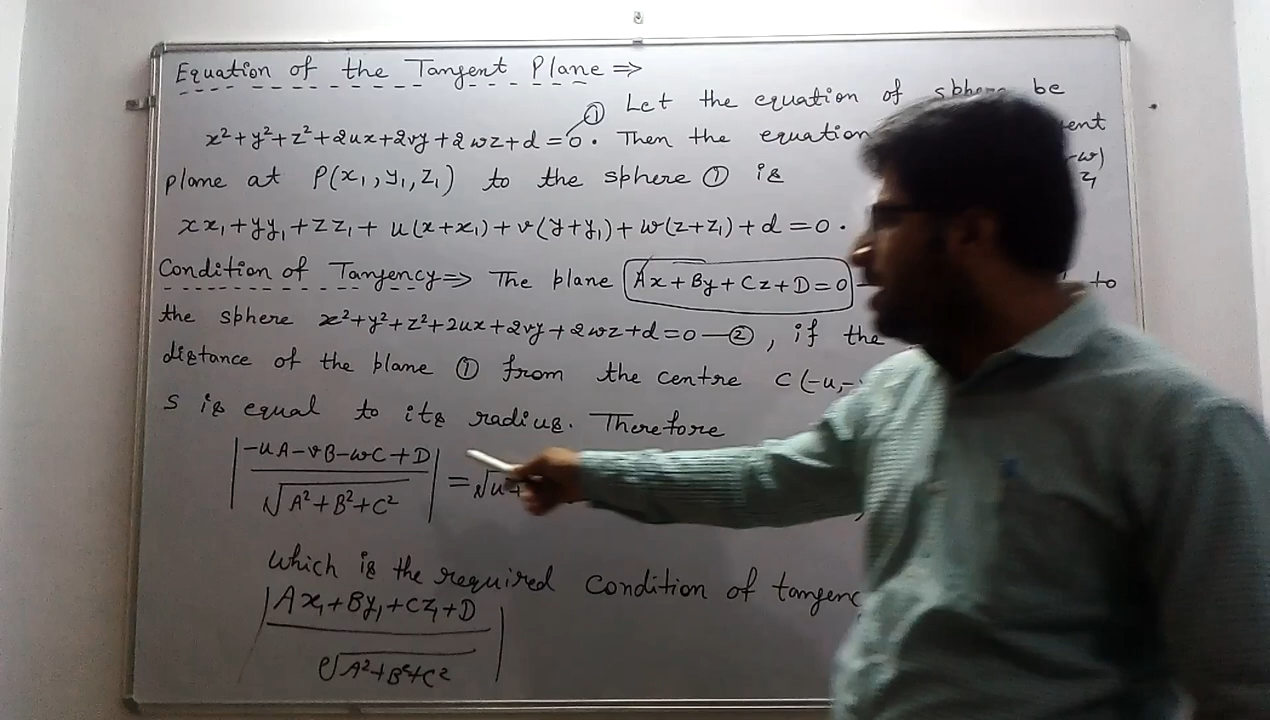 Equation of the Tangent Plane ⇒
① Let the equation of sphere be
x²+y²+z²+2ux+2vy+2wz+d=0. Then the equation
plane at P(x₁,y₁,z₁) to the sphere ① is
xx₁+yy₁+zz₁+u(x+x₁)+v(y+y₁)+w(z+z₁)+d=0.
Condition of Tangency ⇒ The plane Ax+By+Cz+D=0 to
the sphere x²+y²+z²+2ux+2vy+2wz+d=0—②, if the
distance of the plane ① from the centre C(-u,-
S is equal to its radius. Therefore
|-uA-vB-wC+D / √A²+B²+C²| = √u²+
Which is the required condition of tangenc
|Ax₁+By₁+Cz₁+D / √A²+B²+C²|